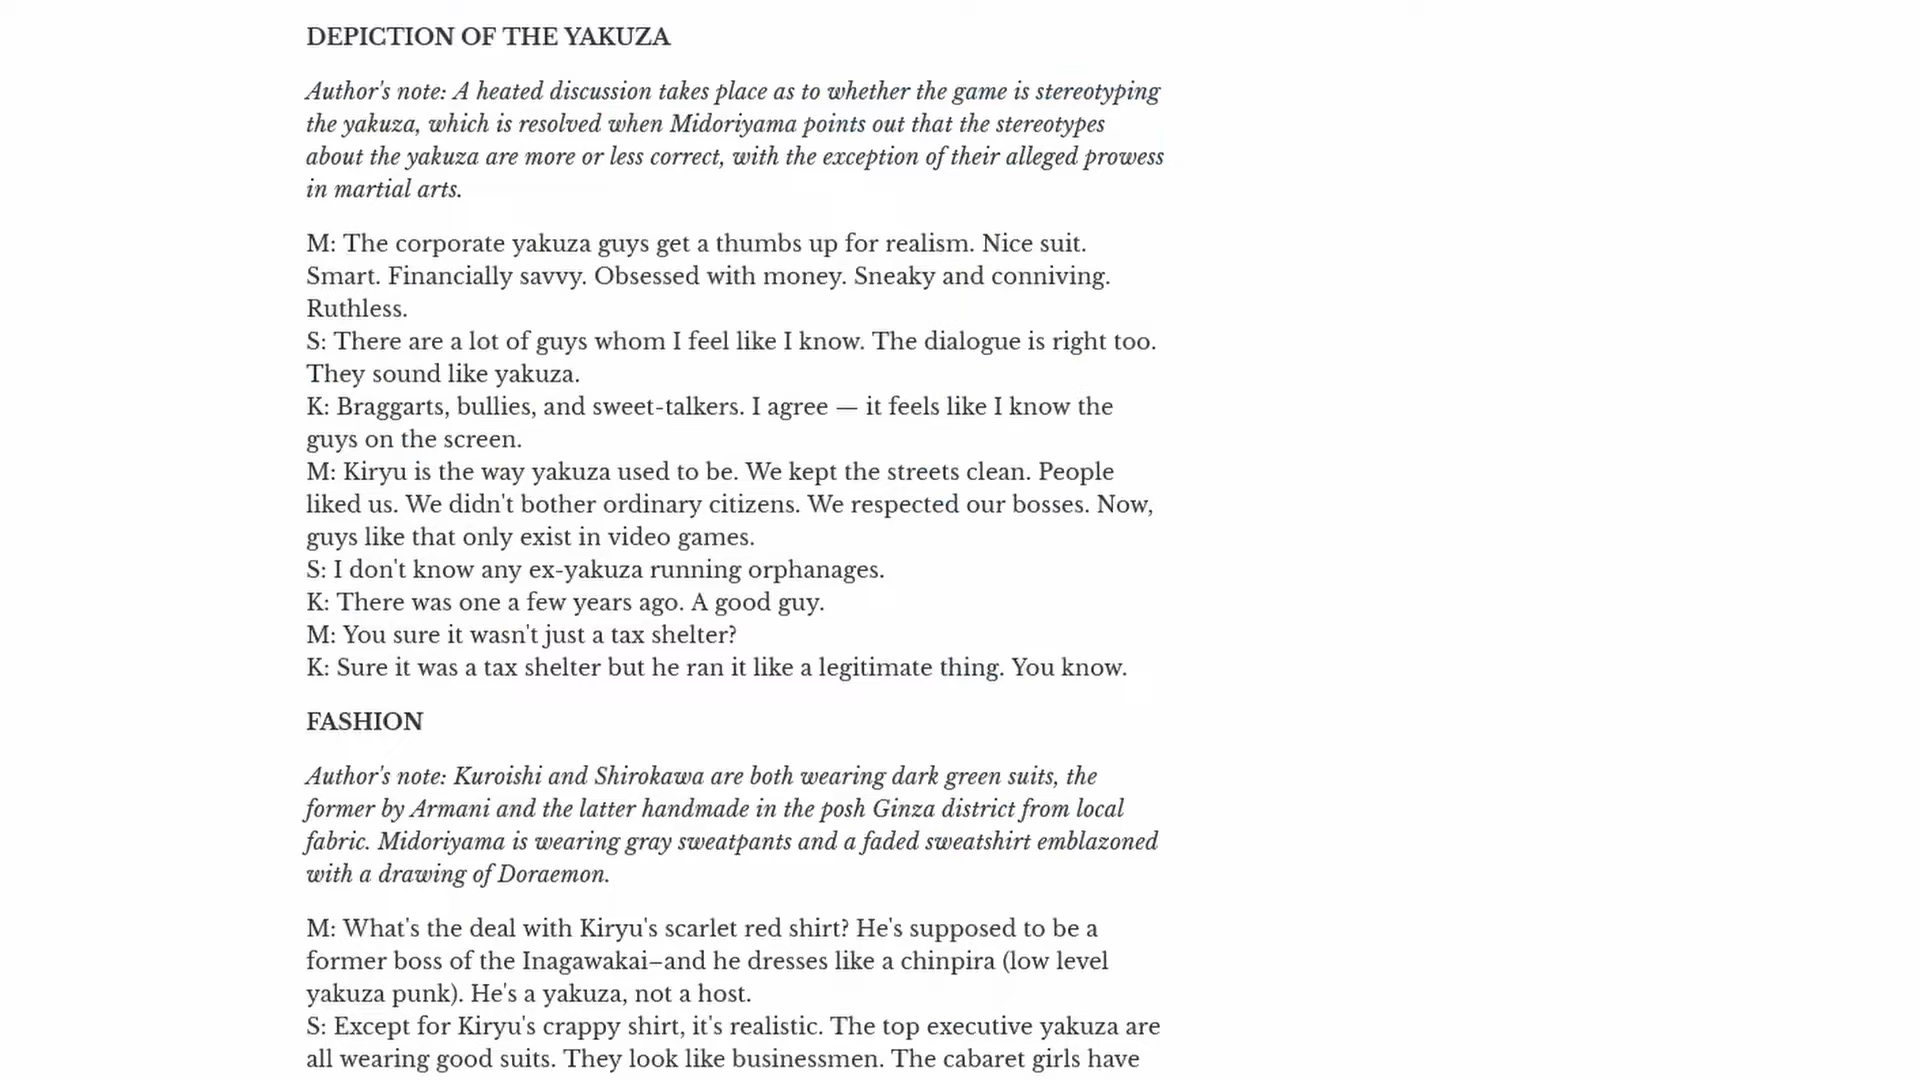 DEPICTION OF THE YAKUZA
Author's note: A heated discussion takes place as to whether the game is stereotyping
the yakuza, which is resolved when Midoriyama points out that the stereotypes
about the yakuza are more or less correct, with the exception of their alleged prowess
in martial arts.
M: The corporate yakuza guys get a thumbs up for realism. Nice suit.
Smart. Financially savvy. Obsessed with money. Sneaky and conniving.
Ruthless.
S: There are a lot of guys whom I feel like I know. The dialogue is right too.
They sound like yakuza.
K: Braggarts, bullies, and sweet-talkers. I agree — it feels like I know the
guys on the screen.
M: Kiryu is the way yakuza used to be. We kept the streets clean. People
liked us. We didn't bother ordinary citizens. We respected our bosses. Now,
guys like that only exist in video games.
S: I don't know any ex-yakuza running orphanages.
K: There was one a few years ago. A good guy.
M: You sure it wasn't just a tax shelter?
K: Sure it was a tax shelter but he ran it like a legitimate thing. You know.
FASHION
Author's note: Kuroishi and Shirokawa are both wearing dark green suits, the
former by Armani and the latter handmade in the posh Ginza district from local
fabric. Midoriyama is wearing gray sweatpants and a faded sweatshirt emblazoned
with a drawing of Doraemon.
M: What's the deal with Kiryu's scarlet red shirt? He's supposed to be a
former boss of the Inagawakai–and he dresses like a chinpira (low level
yakuza punk). He's a yakuza, not a host.
S: Except for Kiryu's crappy shirt, it's realistic. The top executive yakuza are
all wearing good suits. They look like businessmen. The cabaret girls have